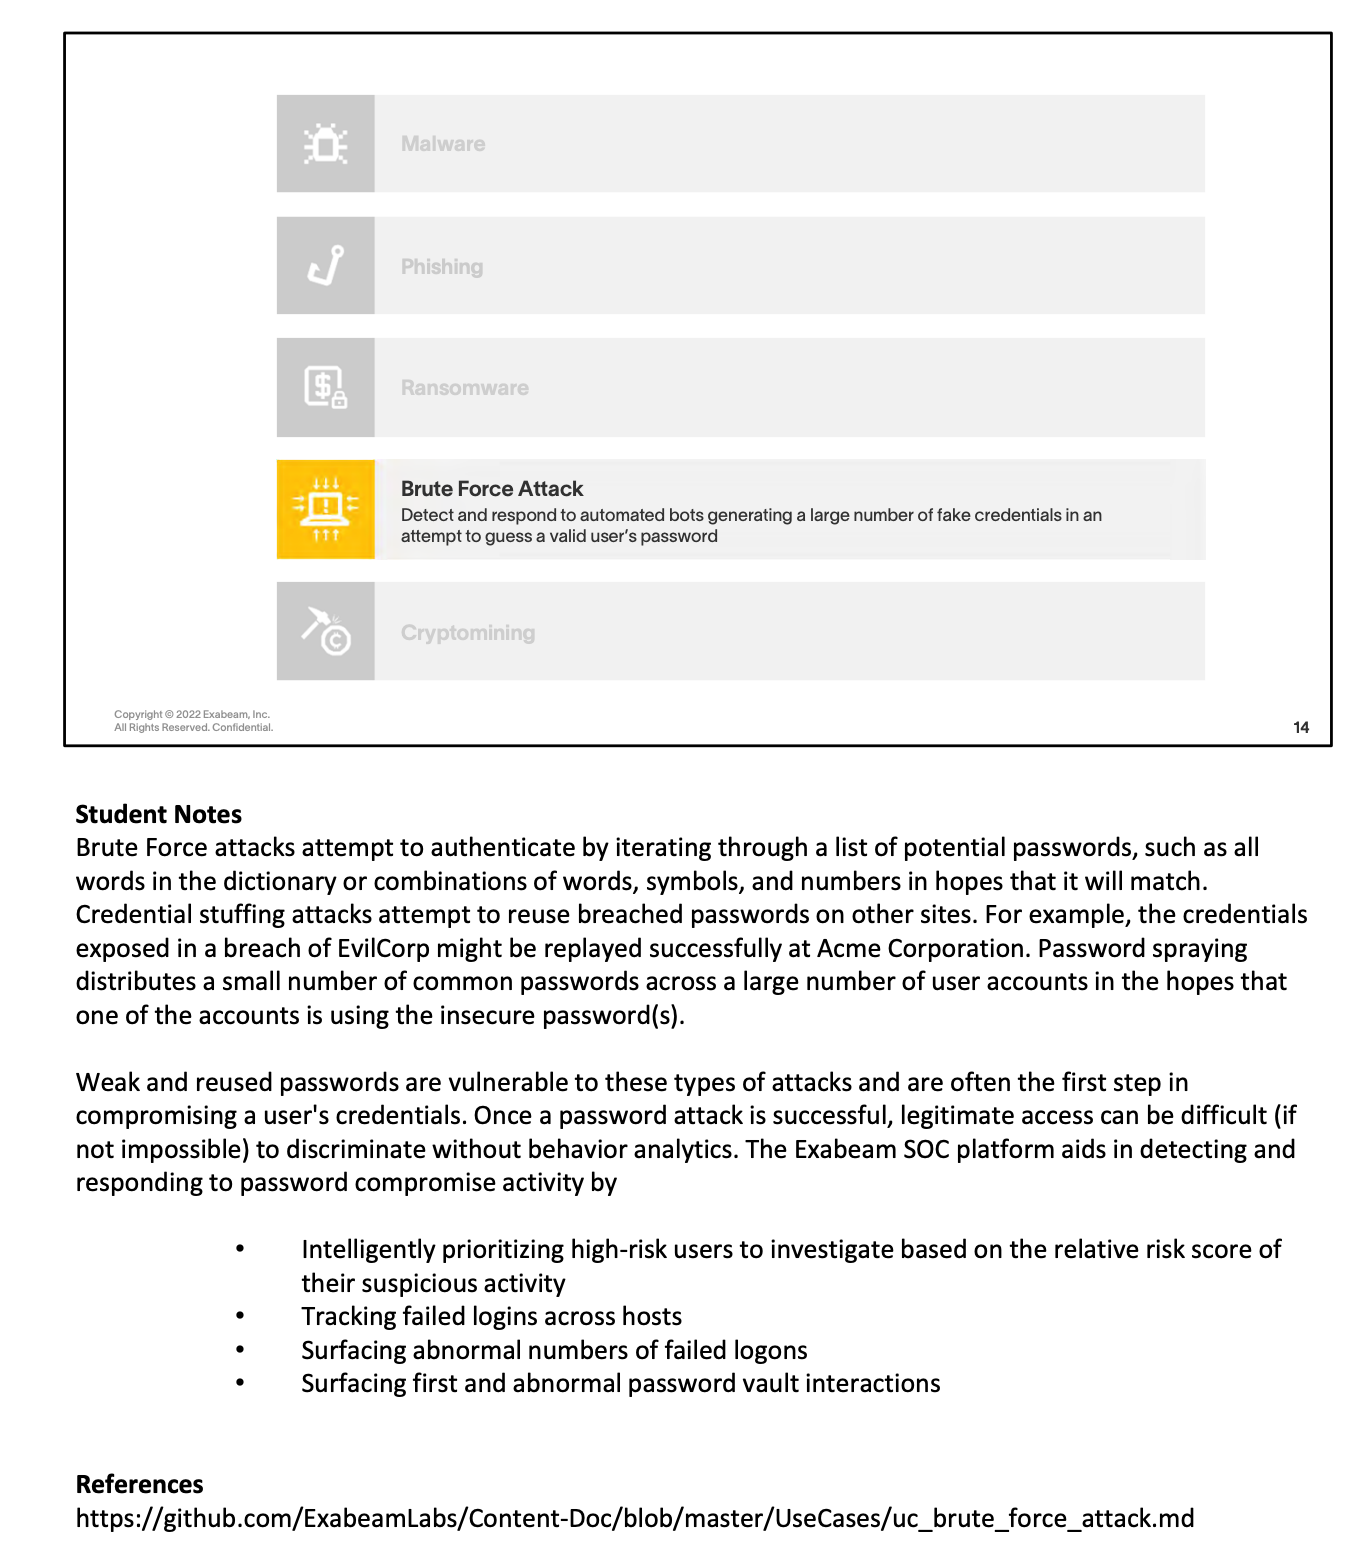 Malware
Phishing
Ransomware
Brute Force Attack
Detect and respond to automated bots generating a large number of fake credentials in an
attempt to guess a valid user's password
Cryptomining
Copyright © 2022 Exabeam, Inc.
All Rights Reserved. Confidential.
14
Student Notes
Brute Force attacks attempt to authenticate by iterating through a list of potential passwords, such as all
words in the dictionary or combinations of words, symbols, and numbers in hopes that it will match.
Credential stuffing attacks attempt to reuse breached passwords on other sites. For example, the credentials
exposed in a breach of EvilCorp might be replayed successfully at Acme Corporation. Password spraying
distributes a small number of common passwords across a large number of user accounts in the hopes that
one of the accounts is using the insecure password(s).
Weak and reused passwords are vulnerable to these types of attacks and are often the first step in
compromising a user's credentials. Once a password attack is successful, legitimate access can be difficult (if
not impossible) to discriminate without behavior analytics. The Exabeam SOC platform aids in detecting and
responding to password compromise activity by
• Intelligently prioritizing high-risk users to investigate based on the relative risk score of
their suspicious activity
• Tracking failed logins across hosts
• Surfacing abnormal numbers of failed logons
• Surfacing first and abnormal password vault interactions
References
https://github.com/ExabeamLabs/Content-Doc/blob/master/UseCases/uc_brute_force_attack.md